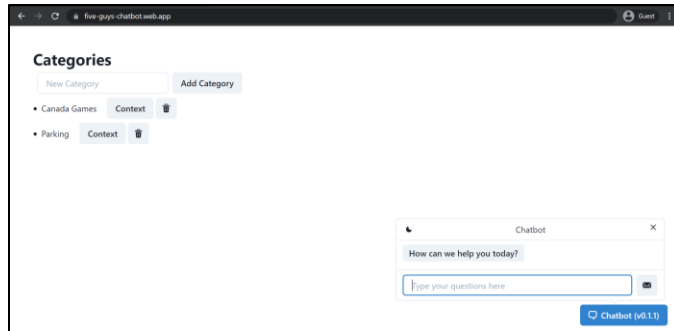 five-guys-chatbot.web.app
Guest
Categories
New Category Add Category
Canada Games Context
Parking Context
Chatbot
How can we help you today?
Type your questions here
Chatbot (v0.1.1)